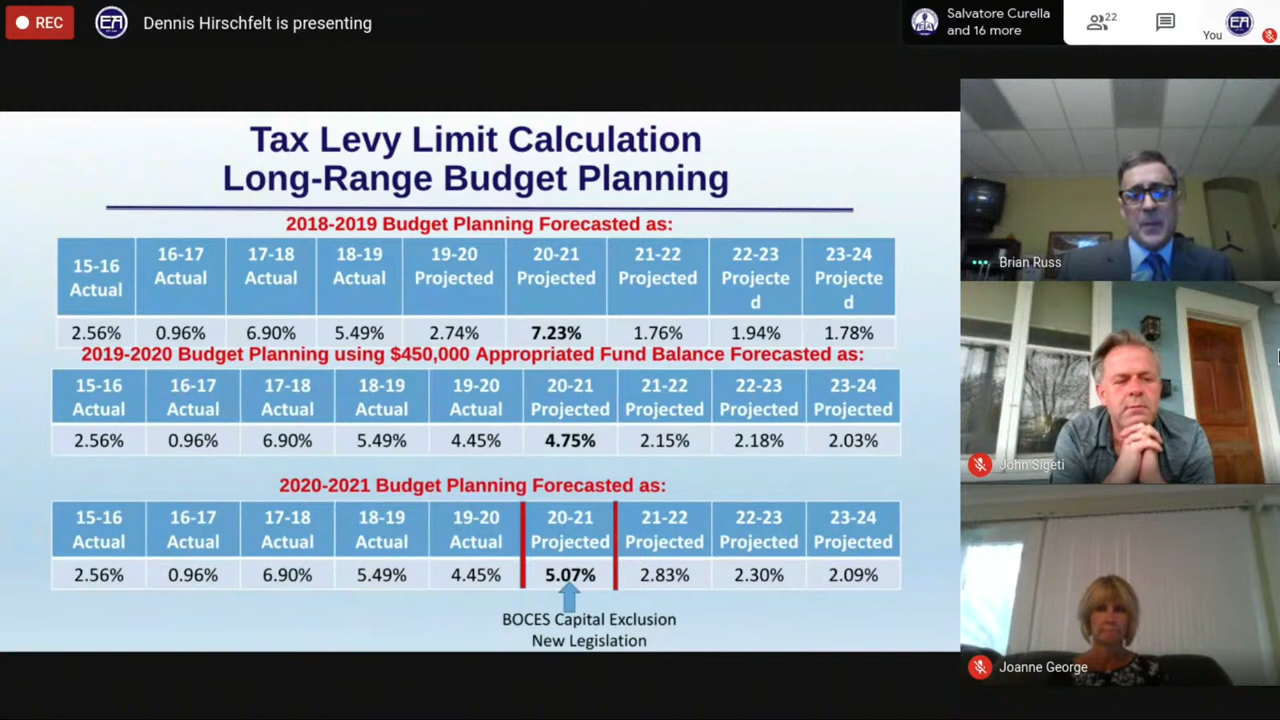 REC
EA
Dennis Hirschfelt is presenting
Salvatore Curella
and 16 more
22
You
Tax Levy Limit Calculation
Long-Range Budget Planning
2018-2019 Budget Planning Forecasted as:
15-16 Actual 16-17 Actual 17-18 Actual 18-19 Actual 19-20 Projected 20-21 Projected 21-22 Projected 22-23 Projecte d 23-24 Projecte d
2.56% 0.96% 6.90% 5.49% 2.74% 7.23% 1.76% 1.94% 1.78%
2019-2020 Budget Planning using $450,000 Appropriated Fund Balance Forecasted as:
15-16 16-17 17-18 18-19 19-20 20-21 21-22 22-23 23-24
Actual Actual Actual Actual Actual Projected Projected Projected Projected
2.56% 0.96% 6.90% 5.49% 4.45% 4.75% 2.15% 2.18% 2.03%
2020-2021 Budget Planning Forecasted as:
15-16 16-17 17-18 18-19 19-20 20-21 21-22 22-23 23-24
Actual Actual Actual Actual Actual Projected Projected Projected Projected
2.56% 0.96% 6.90% 5.49% 4.45% 5.07% 2.83% 2.30% 2.09%
BOCES Capital Exclusion
New Legislation
Brian Russ
John Sigeti
Joanne George